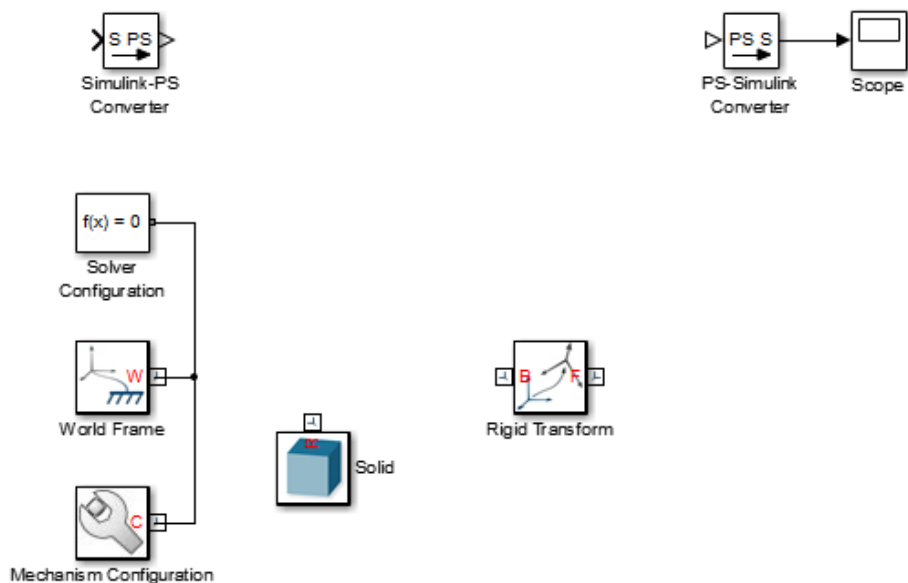 S PS
Simulink-PS
Converter
PS S
PS-Simulink
Converter
Scope
f(x) = 0
Solver
Configuration
W
World Frame
B
F
Rigid Transform
R
Solid
C
Mechanism Configuration